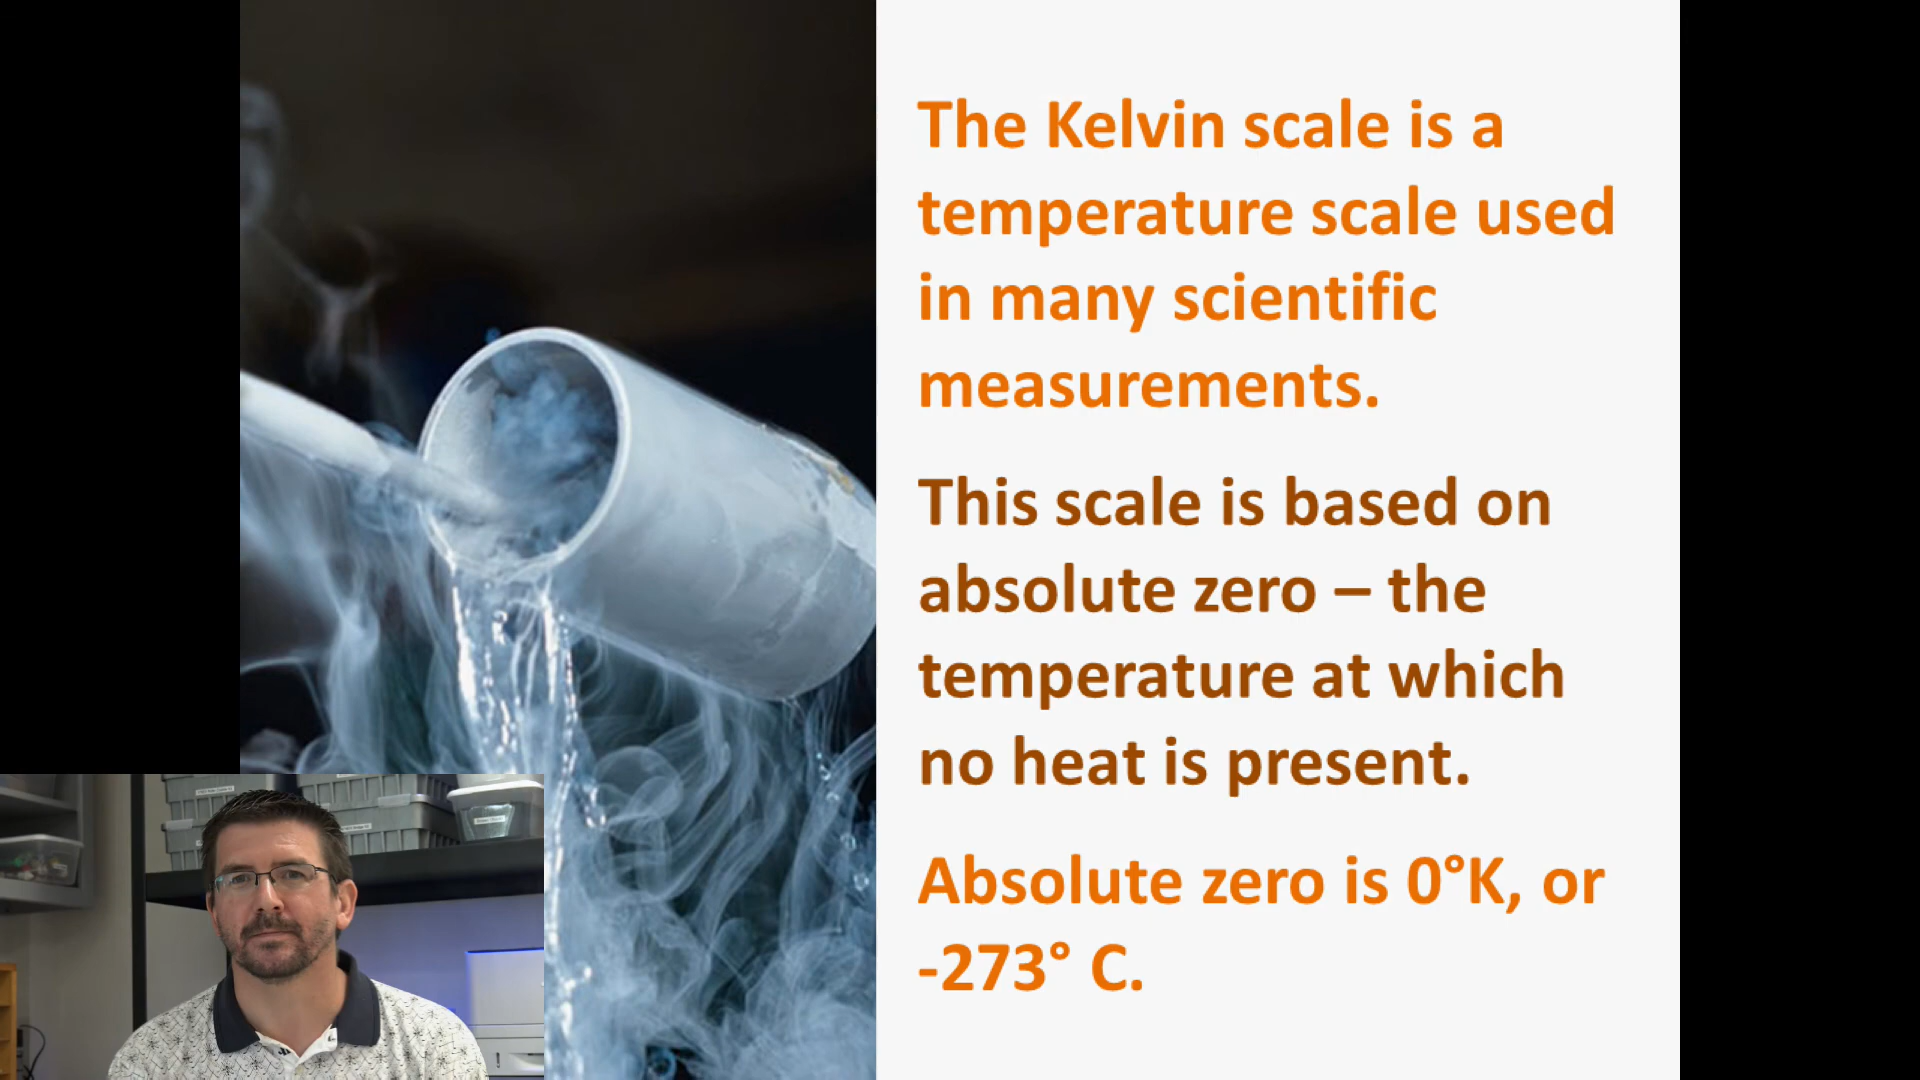 The Kelvin scale is a
temperature scale used
in many scientific
measurements.
This scale is based on
absolute zero – the
temperature at which
no heat is present.
Absolute zero is 0°K, or
-273° C.